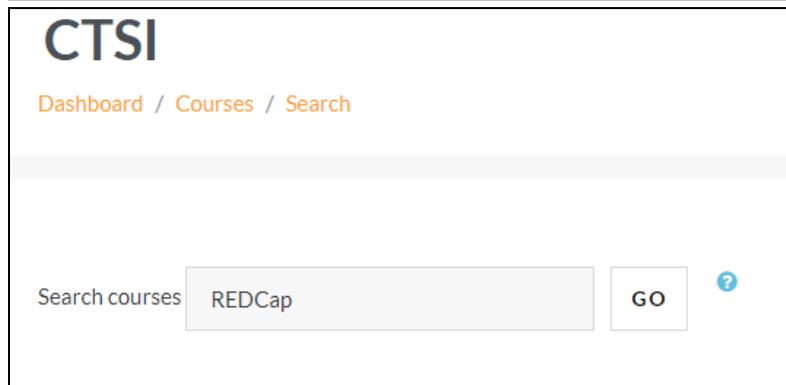 CTSI
Dashboard / Courses / Search
Search courses REDCap GO ?